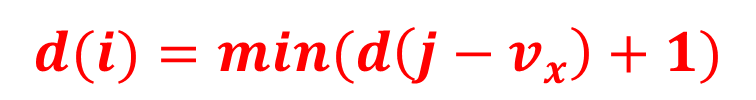 d(i) = min(d(j − vₓ) + 1)